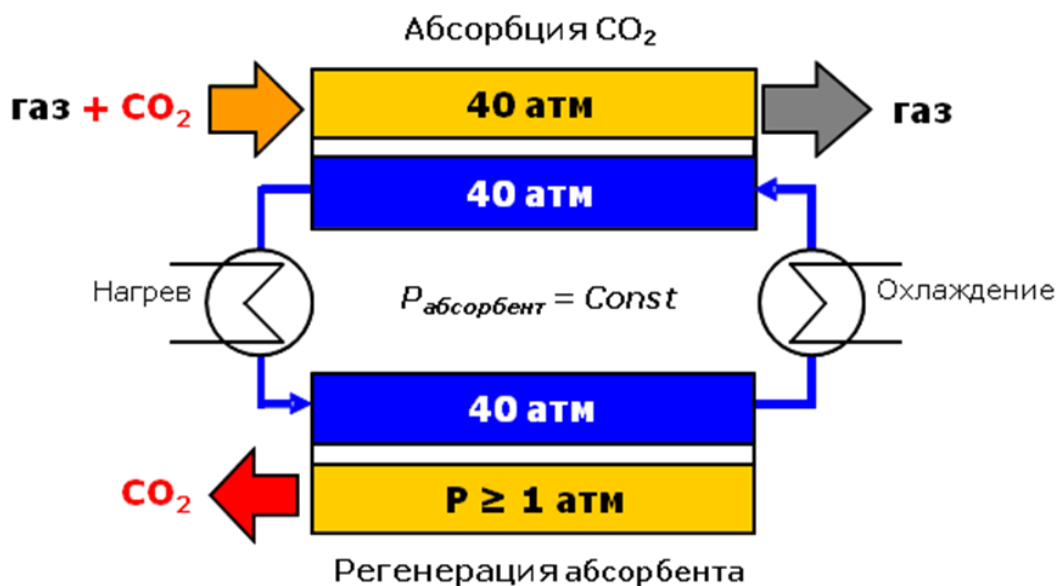 Абсорбция CO₂
газ + CO₂
40 атм
газ
40 атм
Нагрев
Pабсорбент = Const
Охлаждение
40 атм
CO₂
P ≥ 1 атм
Регенерация абсорбента